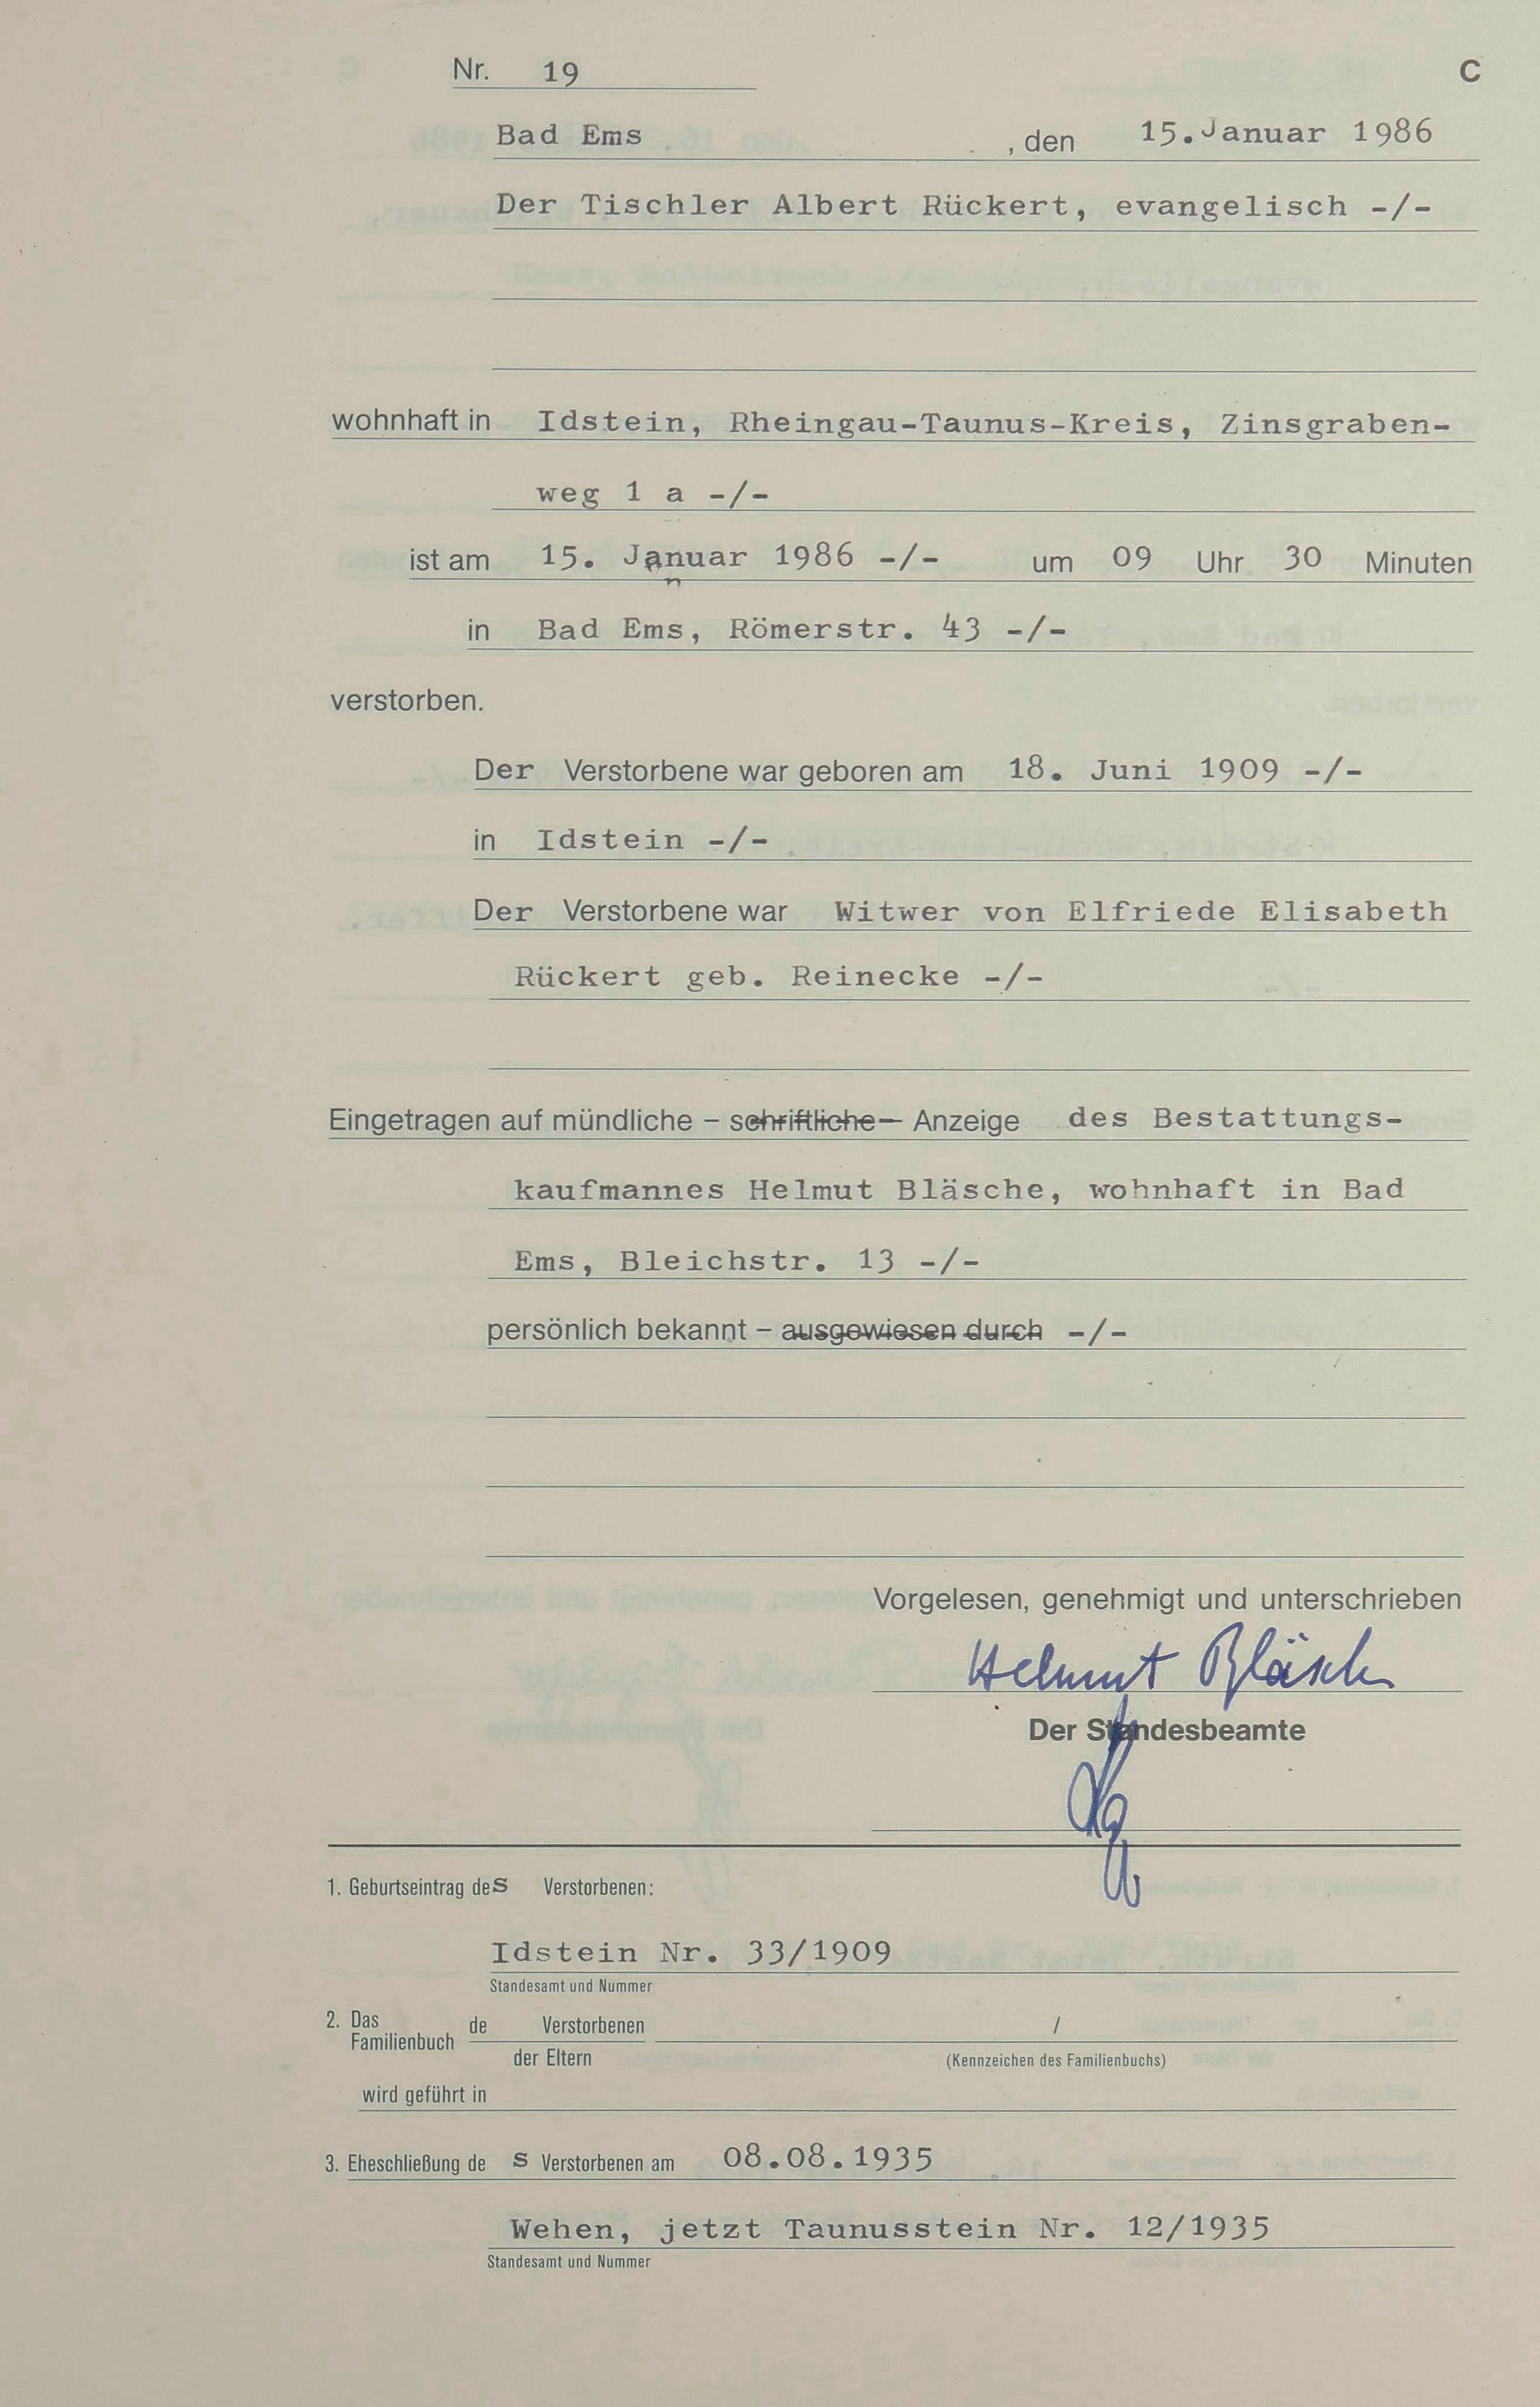 Nr. 19 C
Bad Ems , den 15. Januar 1986
Der Tischler Albert Rückert, evangelisch -/-
wohnhaft in Idstein, Rheingau-Taunus-Kreis, Zinsgraben-
weg 1 a -/-
ist am 15. Januar 1986 -/- um 09 Uhr 30 Minuten
in Bad Ems, Römerstr. 43 -/-
verstorben.
Der Verstorbene war geboren am 18. Juni 1909 -/-
in Idstein -/-
Der Verstorbene war Witwer von Elfriede Elisabeth
Rückert geb. Reinecke -/-
Eingetragen auf mündliche – schriftliche – Anzeige des Bestattungs-
kaufmannes Helmut Bläsche, wohnhaft in Bad
Ems, Bleichstr. 13 -/-
persönlich bekannt – ausgewiesen durch -/-
Vorgelesen, genehmigt und unterschrieben
Helmut Bläsche
Der Standesbeamte
1. Geburtseintrag des Verstorbenen:
Idstein Nr. 33/1909
Standesamt und Nummer
2. Das Familienbuch de Verstorbenen /
der Eltern (Kennzeichen des Familienbuchs)
wird geführt in
3. Eheschließung de s Verstorbenen am 08.08.1935
Wehen, jetzt Taunusstein Nr. 12/1935
Standesamt und Nummer